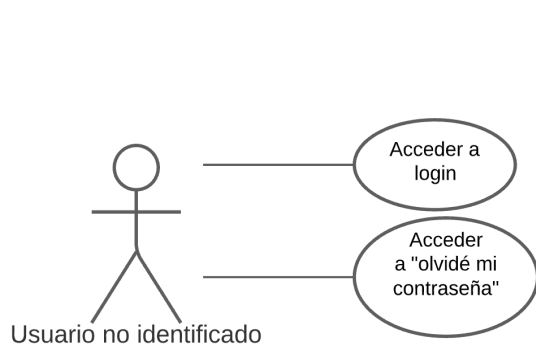 Acceder a
login
Acceder
a "olvidé mi
contraseña"
Usuario no identificado